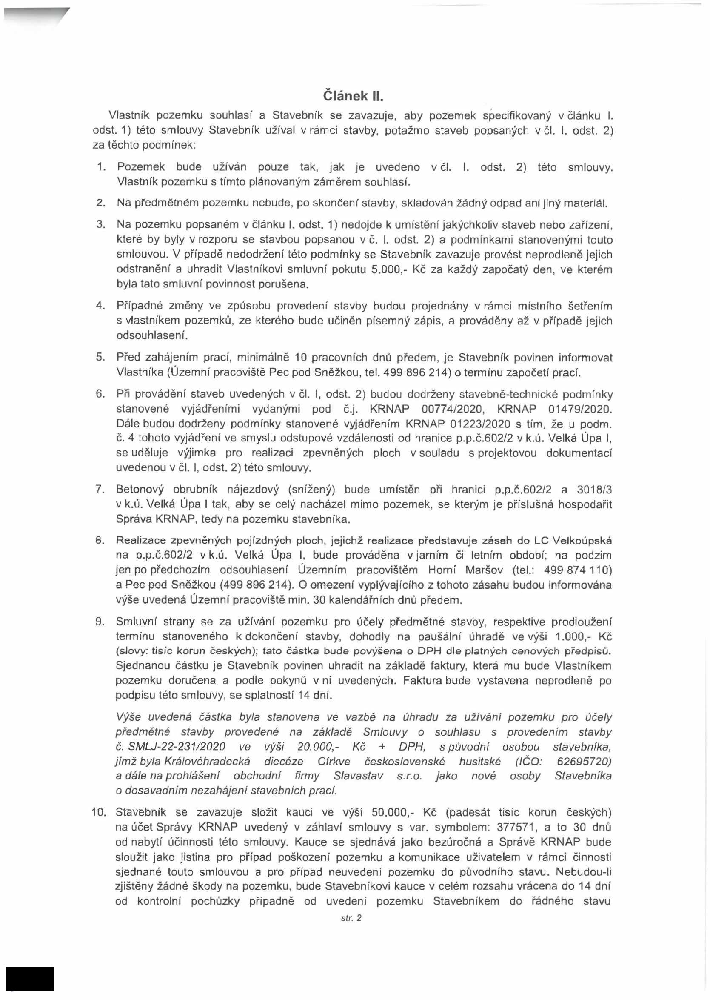 Článek II.
Vlastník pozemku souhlasí a Stavebník se zavazuje, aby pozemek specifikovaný v článku I.
odst. 1) této smlouvy Stavebník užíval v rámci stavby, potažmo staveb popsaných v čl. I. odst. 2)
za těchto podmínek:
1. Pozemek bude užíván pouze tak, jak je uvedeno v čl. I. odst. 2) této smlouvy.
Vlastník pozemku s tímto plánovaným záměrem souhlasí.
2. Na předmětném pozemku nebude, po skončení stavby, skladován žádný odpad ani jiný materiál.
3. Na pozemku popsaném v článku I. odst. 1) nedojde k umístění jakýchkoliv staveb nebo zařízení,
které by byly v rozporu se stavbou popsanou v č. I. odst. 2) a podmínkami stanovenými touto
smlouvou. V případě nedodržení této podmínky se Stavebník zavazuje provést neprodleně jejich
odstranění a uhradit Vlastníkovi smluvní pokutu 5.000,- Kč za každý započatý den, ve kterém
byla tato smluvní povinnost porušena.
4. Případné změny ve způsobu provedení stavby budou projednány v rámci místního šetřením
s vlastníkem pozemků, ze kterého bude učiněn písemný zápis, a prováděny až v případě jejich
odsouhlasení.
5. Před zahájením prací, minimálně 10 pracovních dnů předem, je Stavebník povinen informovat
Vlastníka (Územní pracoviště Pec pod Sněžkou, tel. 499 896 214) o termínu započetí prací.
6. Při provádění staveb uvedených v čl. I, odst. 2) budou dodrženy stavebně-technické podmínky
stanovené vyjádřeními vydanými pod č.j. KRNAP 00774/2020, KRNAP 01479/2020.
Dále budou dodrženy podmínky stanovené vyjádřením KRNAP 01223/2020 s tím, že u podm.
č. 4 tohoto vyjádření ve smyslu odstupové vzdálenosti od hranice p.p.č.602/2 v k.ú. Velká Úpa I,
se uděluje výjimka pro realizaci zpevněných ploch v souladu s projektovou dokumentací
uvedenou v čl. I, odst. 2) této smlouvy.
7. Betonový obrubník nájezdový (snížený) bude umístěn při hranici p.p.č.602/2 a 3018/3
v k.ú. Velká Úpa I tak, aby se celý nacházel mimo pozemek, se kterým je příslušná hospodařit
Správa KRNAP, tedy na pozemku stavebníka.
8. Realizace zpevněných pojízdných ploch, jejichž realizace představuje zásah do LC Velkoúpská
na p.p.č.602/2 v k.ú. Velká Úpa I, bude prováděna v jarním či letním období; na podzim
jen po předchozím odsouhlasení Územním pracovištěm Horní Maršov (tel.: 499 874 110)
a Pec pod Sněžkou (499 896 214). O omezení vyplývajícího z tohoto zásahu budou informována
výše uvedená Územní pracoviště min. 30 kalendářních dnů předem.
9. Smluvní strany se za užívání pozemku pro účely předmětné stavby, respektive prodloužení
termínu stanoveného k dokončení stavby, dohodly na paušální úhradě ve výši 1.000,- Kč
(slovy: tisíc korun českých); tato částka bude povýšena o DPH dle platných cenových předpisů.
Sjednanou částku je Stavebník povinen uhradit na základě faktury, která mu bude Vlastníkem
pozemku doručena a podle pokynů v ní uvedených. Faktura bude vystavena neprodleně po
podpisu této smlouvy, se splatností 14 dní.
Výše uvedená částka byla stanovena ve vazbě na úhradu za užívání pozemku pro účely
předmětné stavby provedené na základě Smlouvy o souhlasu s provedením stavby
č. SMLJ-22-231/2020 ve výši 20.000,- Kč + DPH, s původní osobou stavebníka,
jímž byla Královéhradecká diecéze Církve československé husitské (IČO: 62695720)
a dále na prohlášení obchodní firmy Slavastav s.r.o. jako nové osoby Stavebníka
o dosavadním nezahájení stavebních prací.
10. Stavebník se zavazuje složit kauci ve výši 50.000,- Kč (padesát tisíc korun českých)
na účet Správy KRNAP uvedený v záhlaví smlouvy s var. symbolem: 377571, a to 30 dnů
od nabytí účinnosti této smlouvy. Kauce se sjednává jako bezúročná a Správě KRNAP bude
sloužit jako jistina pro případ poškození pozemku a komunikace uživatelem v rámci činnosti
sjednané touto smlouvou a pro případ neuvedení pozemku do původního stavu. Nebudou-li
zjištěny žádné škody na pozemku, bude Stavebníkovi kauce v celém rozsahu vrácena do 14 dní
od kontrolní pochůzky případně od uvedení pozemku Stavebníkem do řádného stavu
str. 2